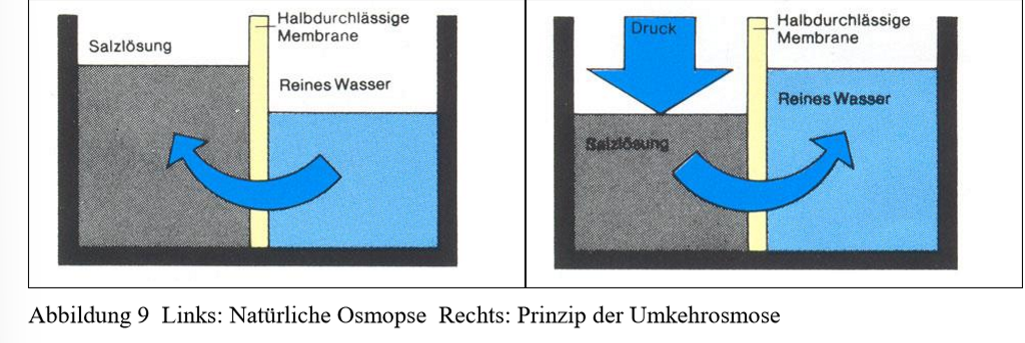 Salzlösung
Halbdurchlässige
Membrane
Reines Wasser
Druck
Halbdurchlässige
Membrane
Reines Wasser
Salzlösung
Abbildung 9 Links: Natürliche Osmopse Rechts: Prinzip der Umkehrosmose